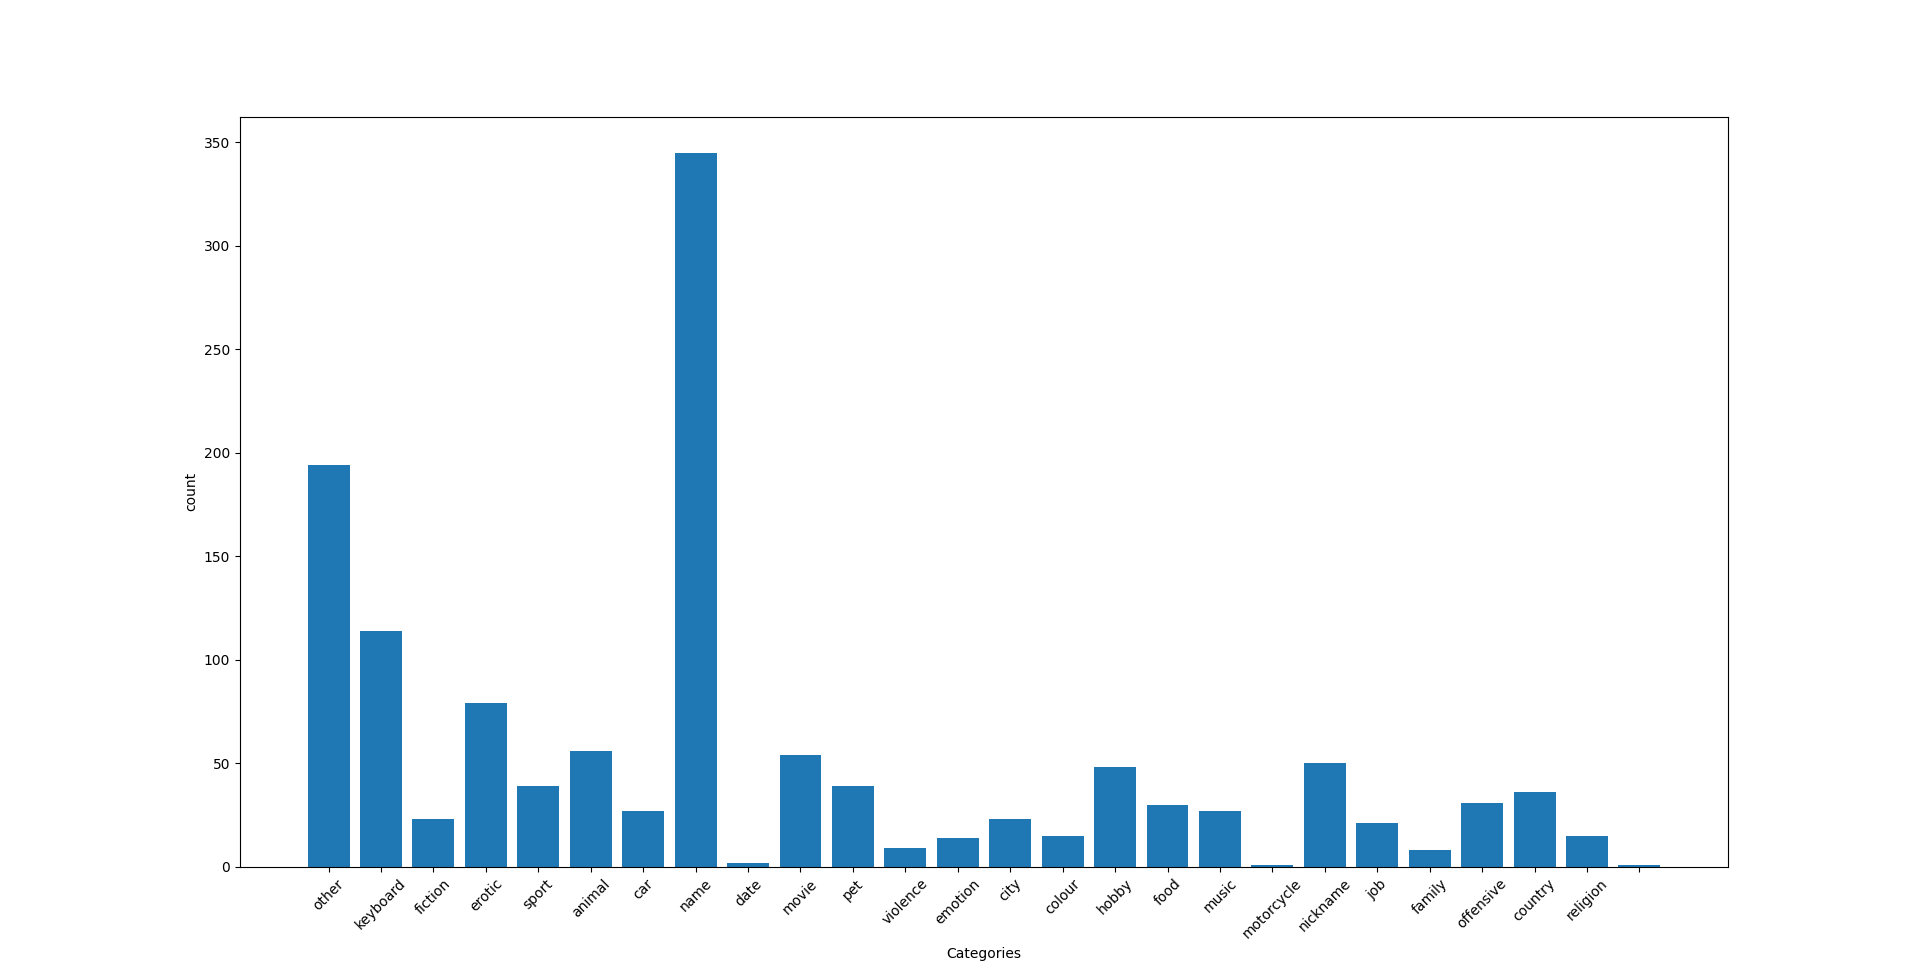 350
300
250
200
150
100
50
0
count
other
keyboard
fiction
erotic
sport
animal
car
name
date
movie
pet
violence
emotion
city
colour
hobby
food
music
motorcycle
nickname
job
family
offensive
country
religion
Categories